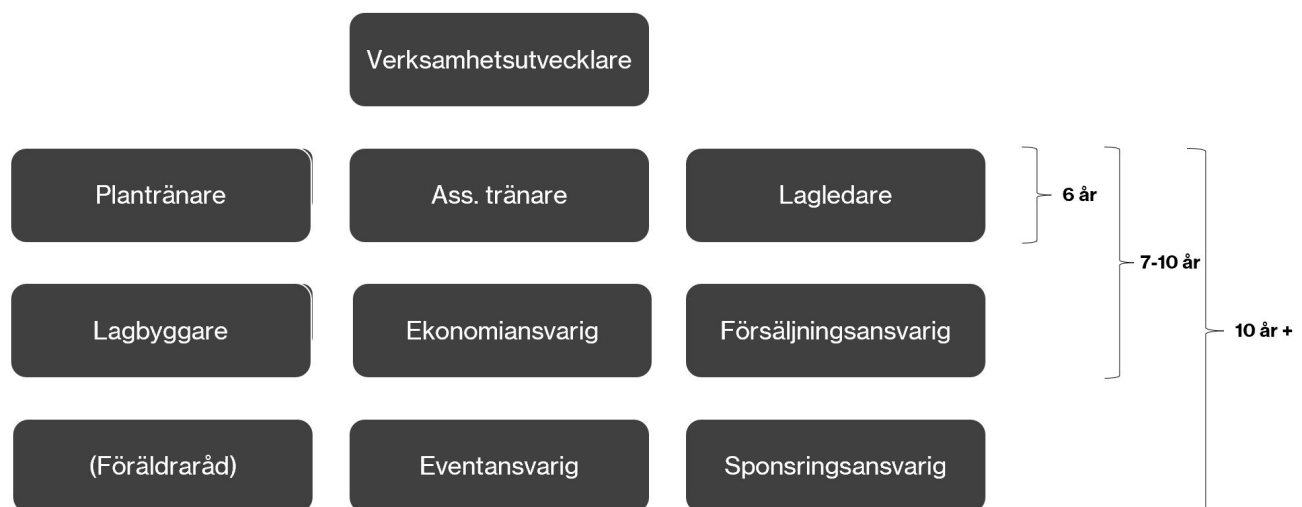 Verksamhetsutvecklare
Plantränare
Ass. tränare
Lagledare
6 år
7-10 år
Lagbyggare
Ekonomiansvarig
Försäljningsansvarig
10 år +
(Föräldraråd)
Eventansvarig
Sponsringsansvarig